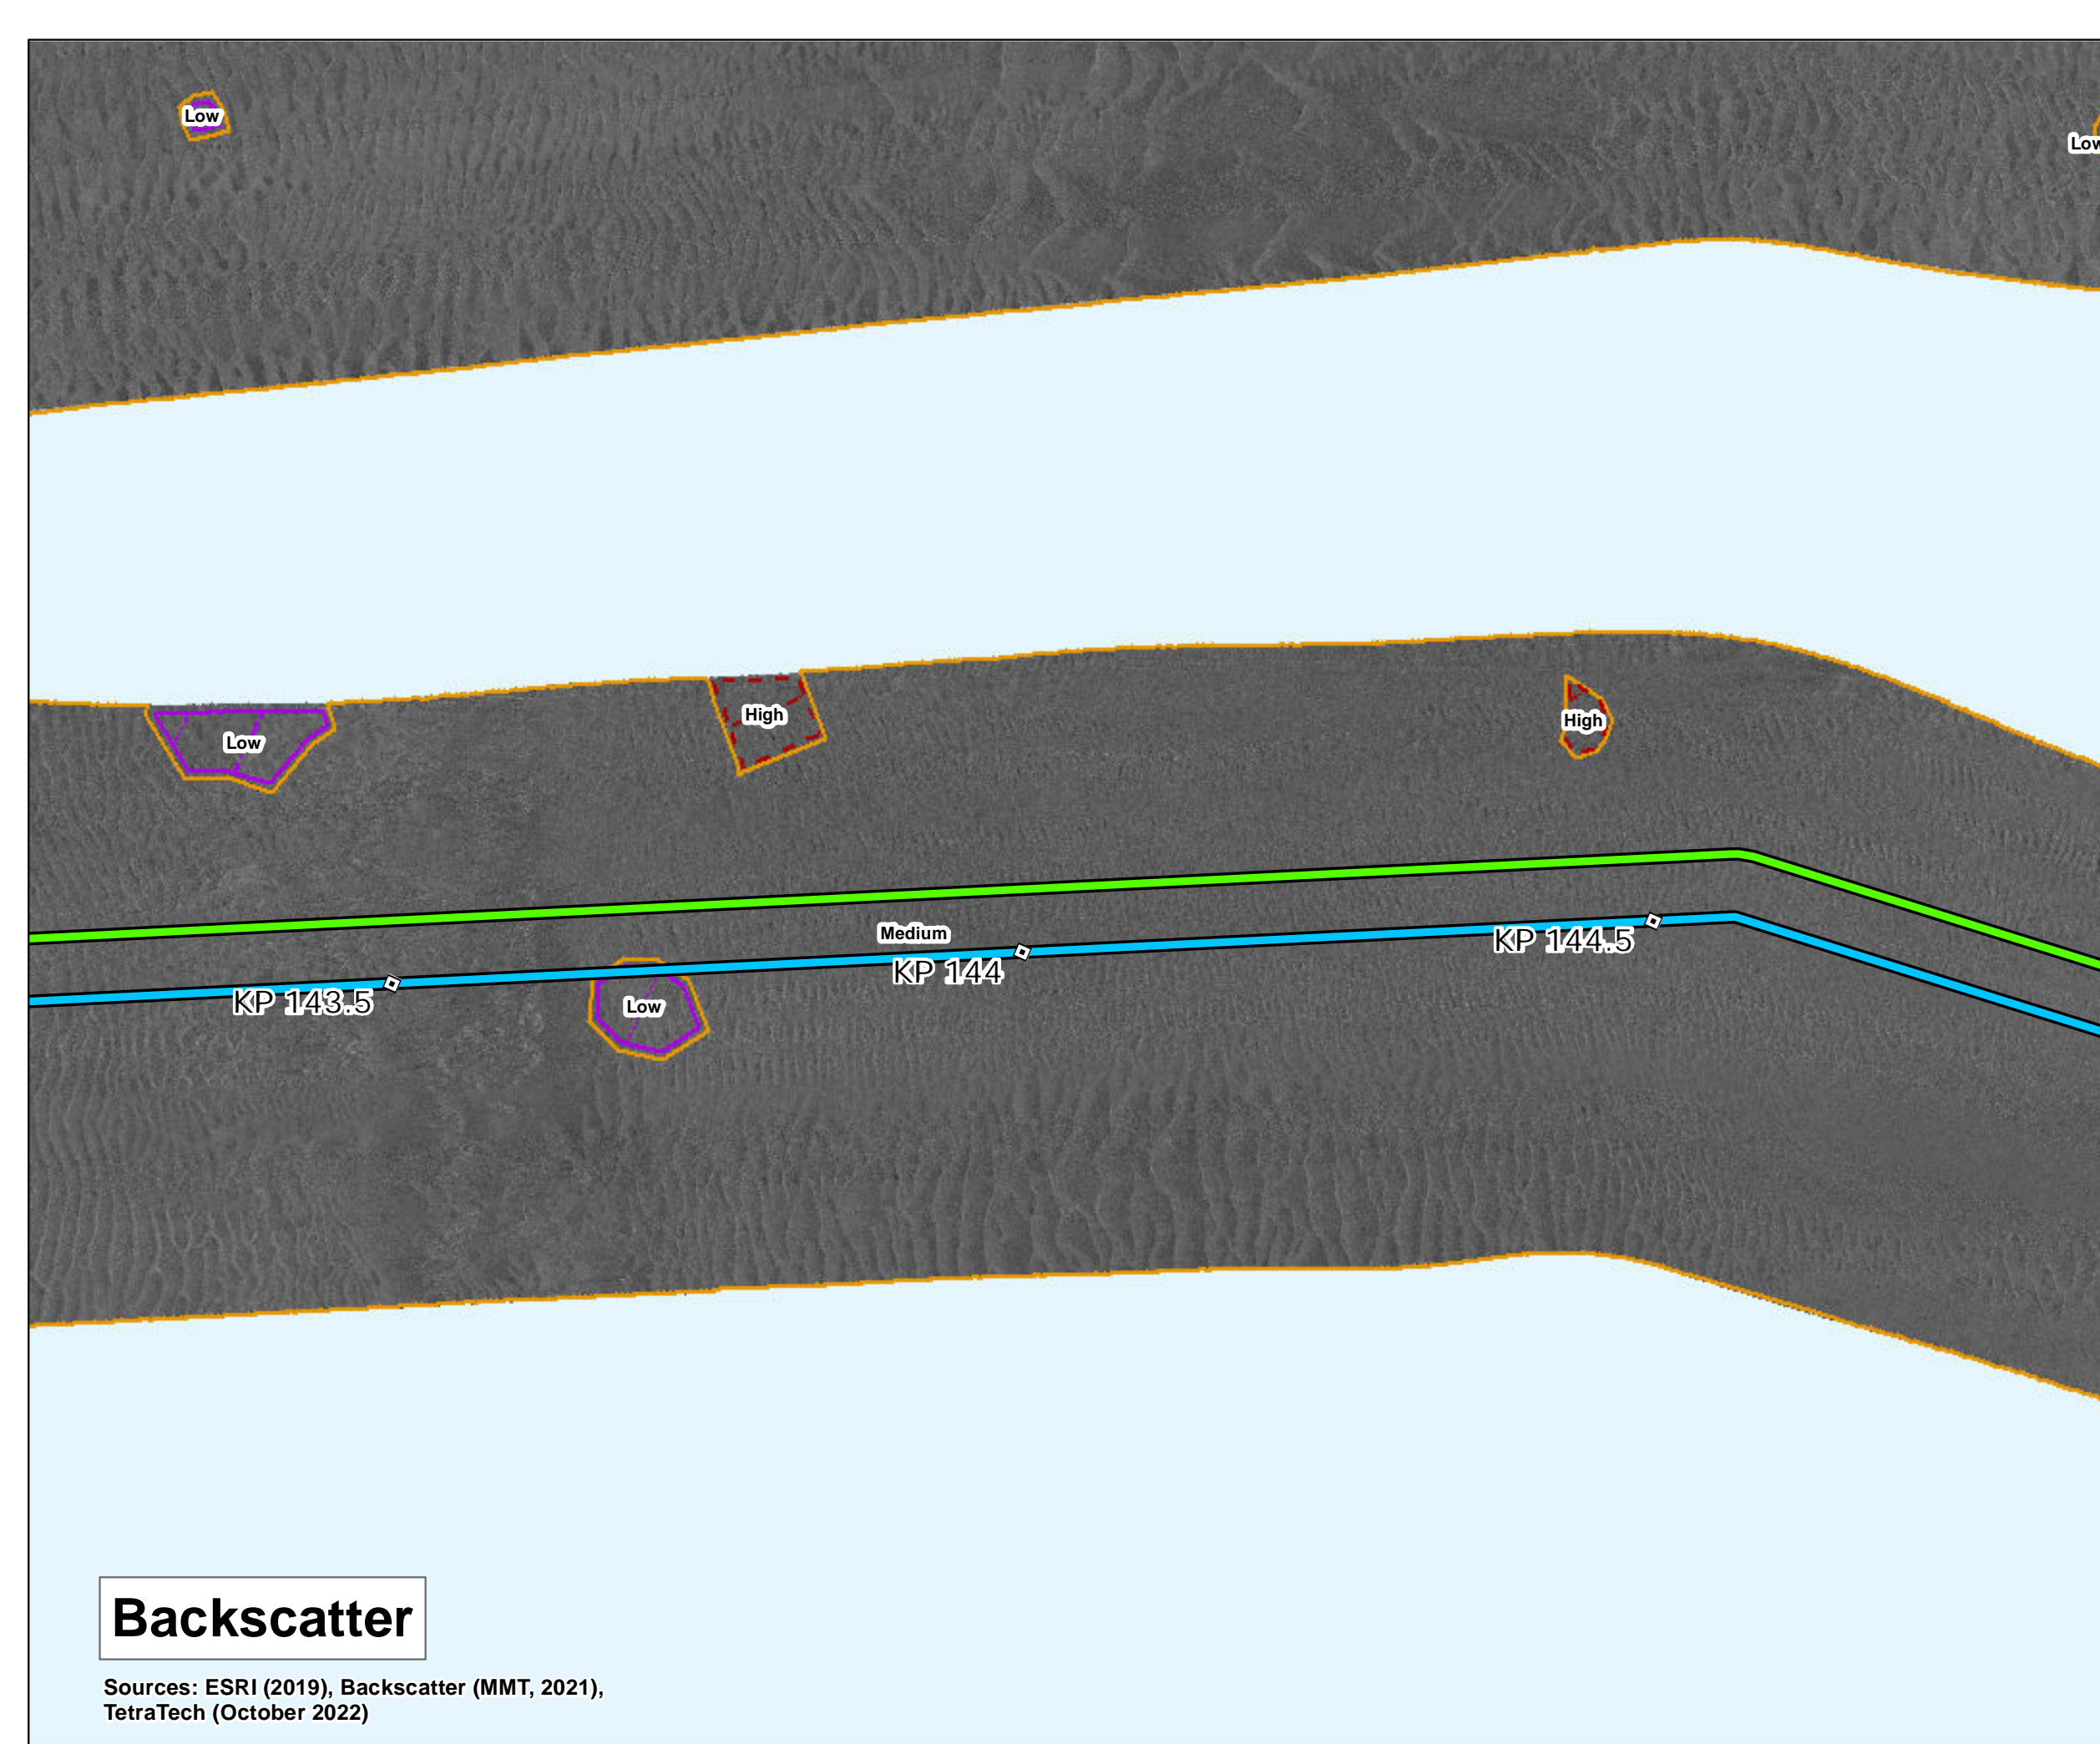 Low
Low
Low
High
High
Medium
KP 144.5
KP 144
KP 143.5
Low
Backscatter
Sources: ESRI (2019), Backscatter (MMT, 2021),
TetraTech (October 2022)